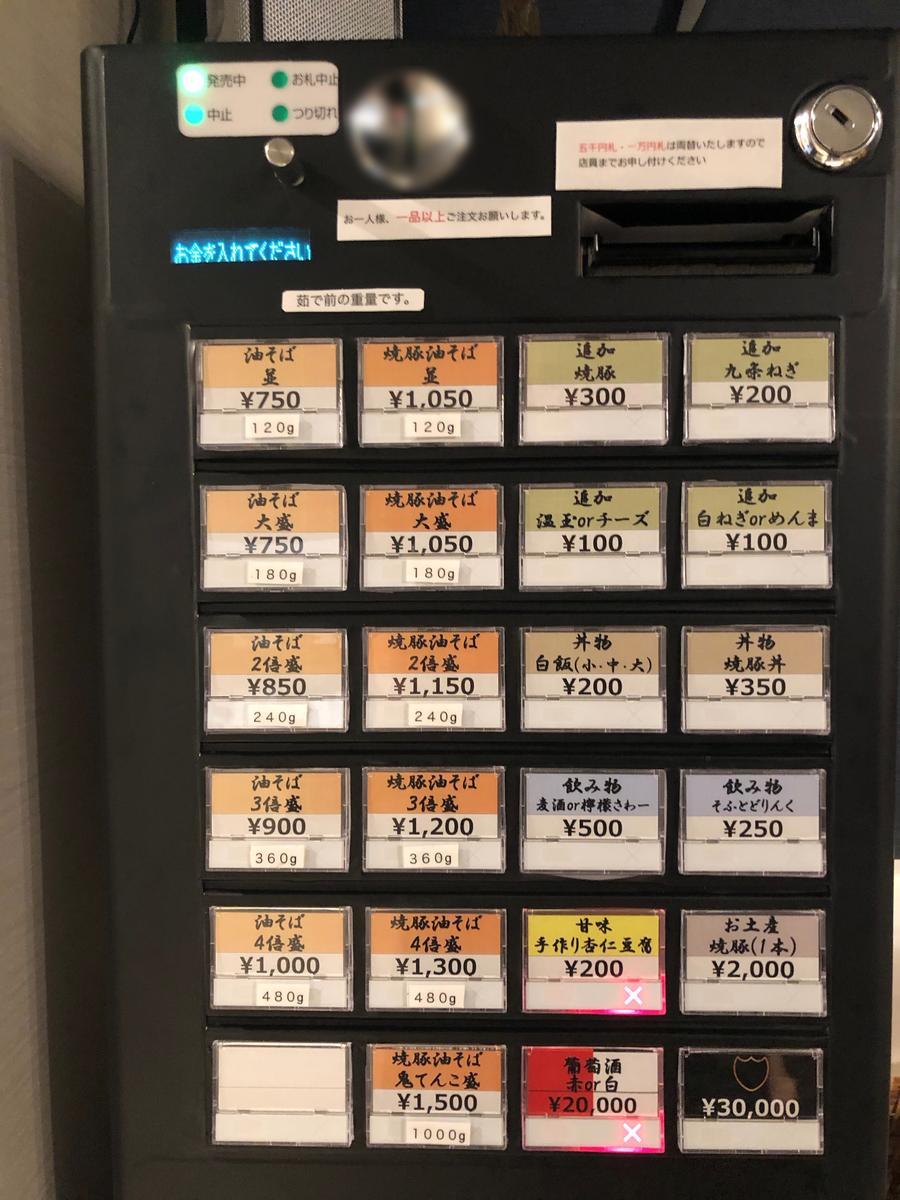 発売中
お札中止
中止
つり切れ
五千円札・一万円札は両替いたしますので
店員までお申し付けください
お一人様、一品以上ご注文お願いします。
お金を入れてください
茹で前の重量です。
油そば
並
¥750
120g
焼豚油そば
並
¥1,050
120g
追加
焼豚
¥300
追加
九条ねぎ
¥200
油そば
大盛
¥750
180g
焼豚油そば
大盛
¥1,050
180g
追加
温玉orチーズ
¥100
追加
白ねぎorめんま
¥100
油そば
2倍盛
¥850
240g
焼豚油そば
2倍盛
¥1,150
240g
丼物
白飯(小・中・大)
¥200
丼物
焼豚丼
¥350
油そば
3倍盛
¥900
360g
焼豚油そば
3倍盛
¥1,200
360g
飲み物
麦酒or檸檬さわー
¥500
飲み物
そふとどりんく
¥250
油そば
4倍盛
¥1,000
480g
焼豚油そば
4倍盛
¥1,300
480g
甘味
手作り杏仁豆腐
¥200
×
お土産
焼豚(1本)
¥2,000
焼豚油そば
鬼てんこ盛
¥1,500
1000g
葡萄酒
赤or白
¥20,000
×
¥30,000